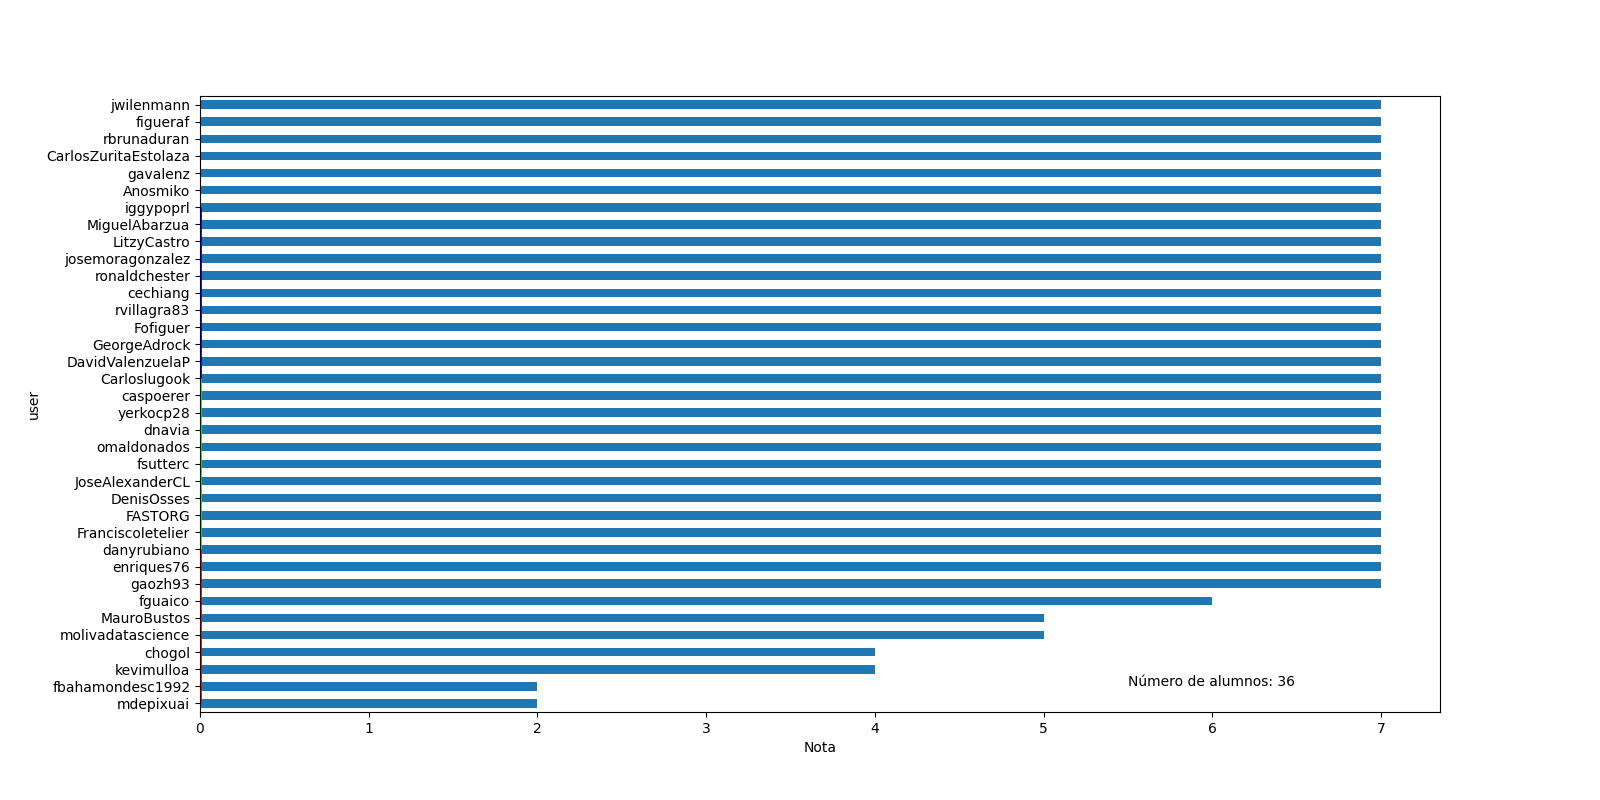 jwilenmann
figueraf
rbrunaduran
CarlosZuritaEstolaza
gavalenz
Anosmiko
iggypoprl
MiguelAbarzua
LitzyCastro
josemoragonzalez
ronaldchester
cechiang
rvillagra83
Fofiguer
GeorgeAdrock
DavidValenzuelaP
Carloslugook
caspoerer
yerkocp28
dnavia
omaldonados
fsutterc
JoseAlexanderCL
DenisOsses
FASTORG
Franciscoletelier
danyrubiano
enriques76
gaozh93
fguaico
MauroBustos
molivadatascience
chogol
kevimulloa
fbahamondesc1992
mdepixuai
user
Número de alumnos: 36
0 1 2 3 4 5 6 7
Nota